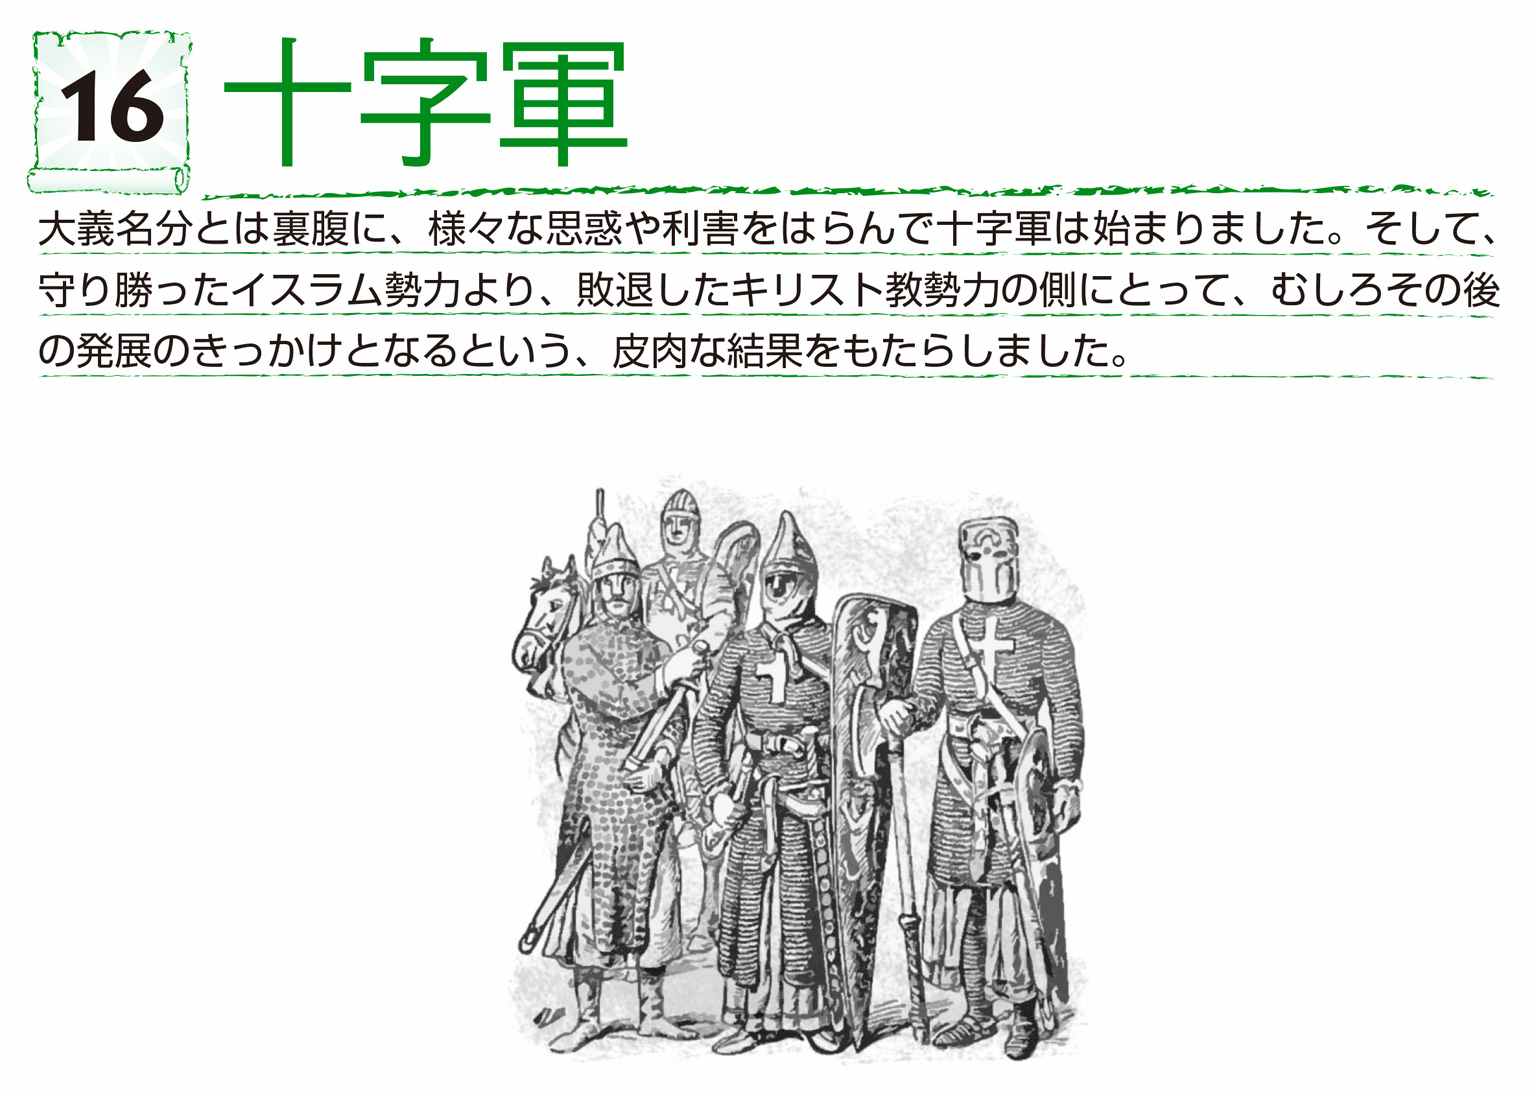 16 十字軍
大義名分とは裏腹に、様々な思惑や利害をはらんで十字軍は始まりました。そして、
守り勝ったイスラム勢力より、敗退したキリスト教勢力の側にとって、むしろその後
の発展のきっかけとなるという、皮肉な結果をもたらしました。